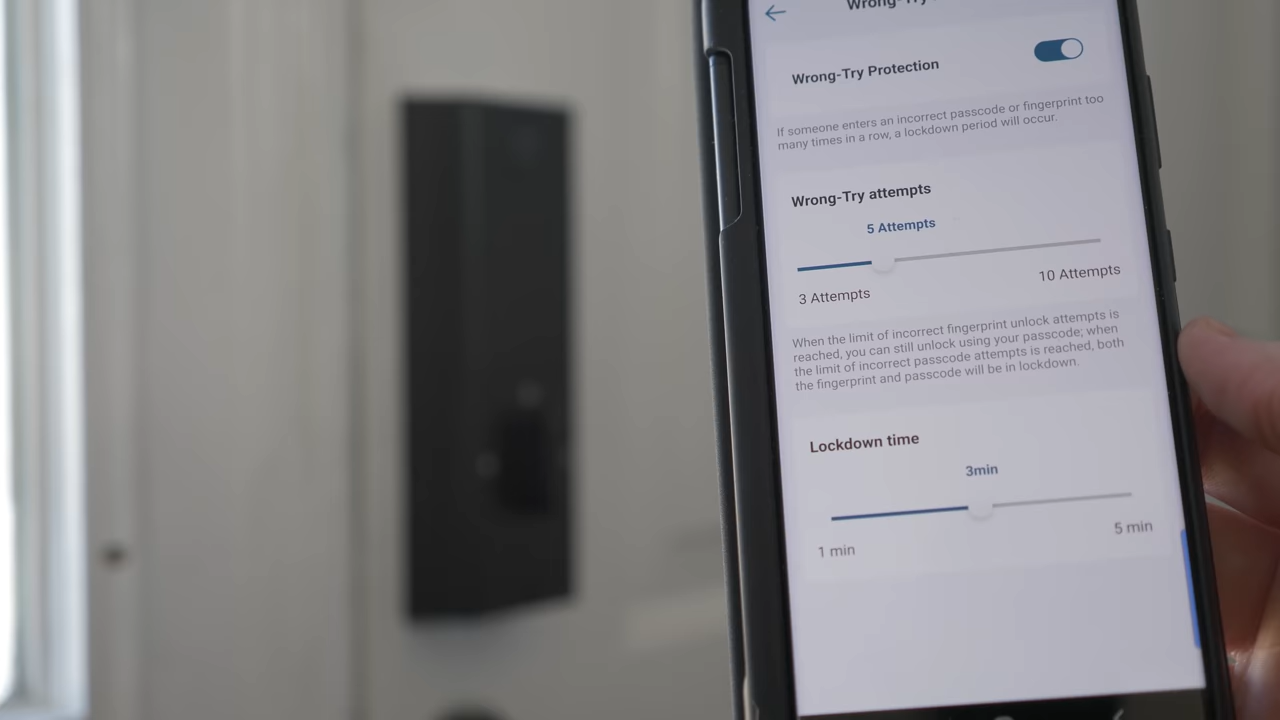 Wrong-Try
Wrong-Try Protection
If someone enters an incorrect passcode or fingerprint too
many times in a row, a lockdown period will occur.
Wrong-Try attempts
5 Attempts
3 Attempts
10 Attempts
When the limit of incorrect fingerprint unlock attempts is
reached, you can still unlock using your passcode; when
the limit of incorrect passcode attempts is reached, both
the fingerprint and passcode will be in lockdown.
Lockdown time
3min
1 min
5 min